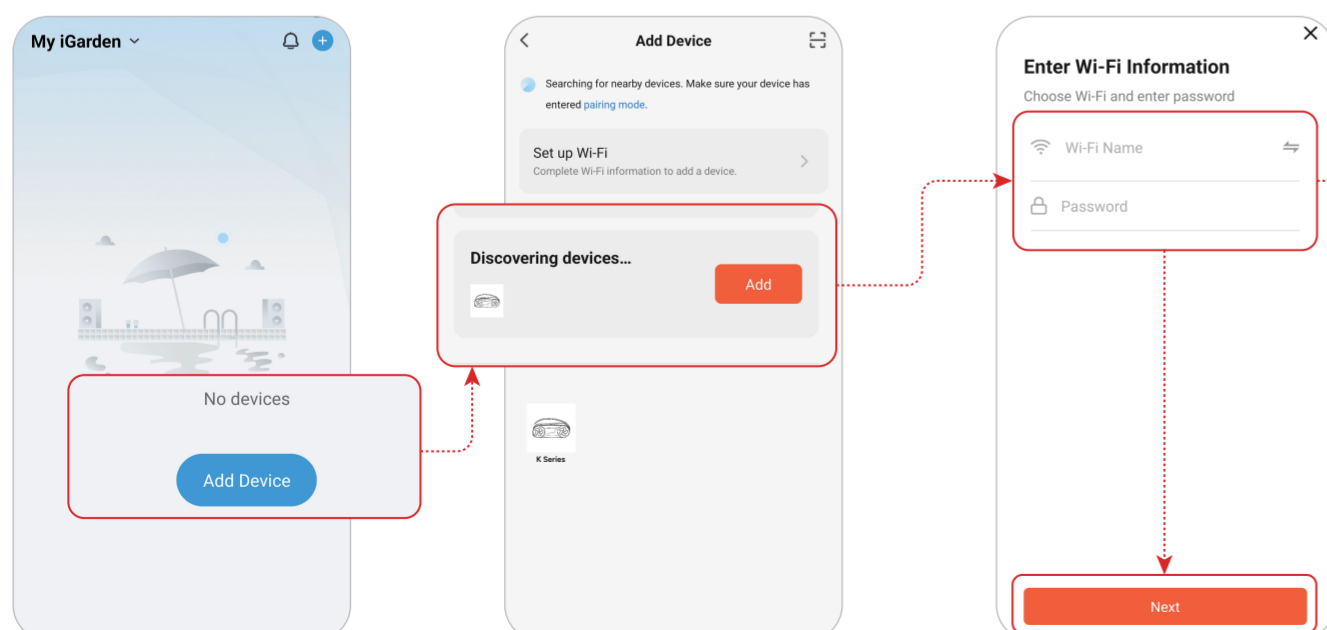 My iGarden
No devices
Add Device
Add Device
Searching for nearby devices. Make sure your device has
entered pairing mode.
Set up Wi-Fi
Complete Wi-Fi information to add a device.
Discovering devices...
Add
K Series
Enter Wi-Fi Information
Choose Wi-Fi and enter password
Wi-Fi Name
Password
Next